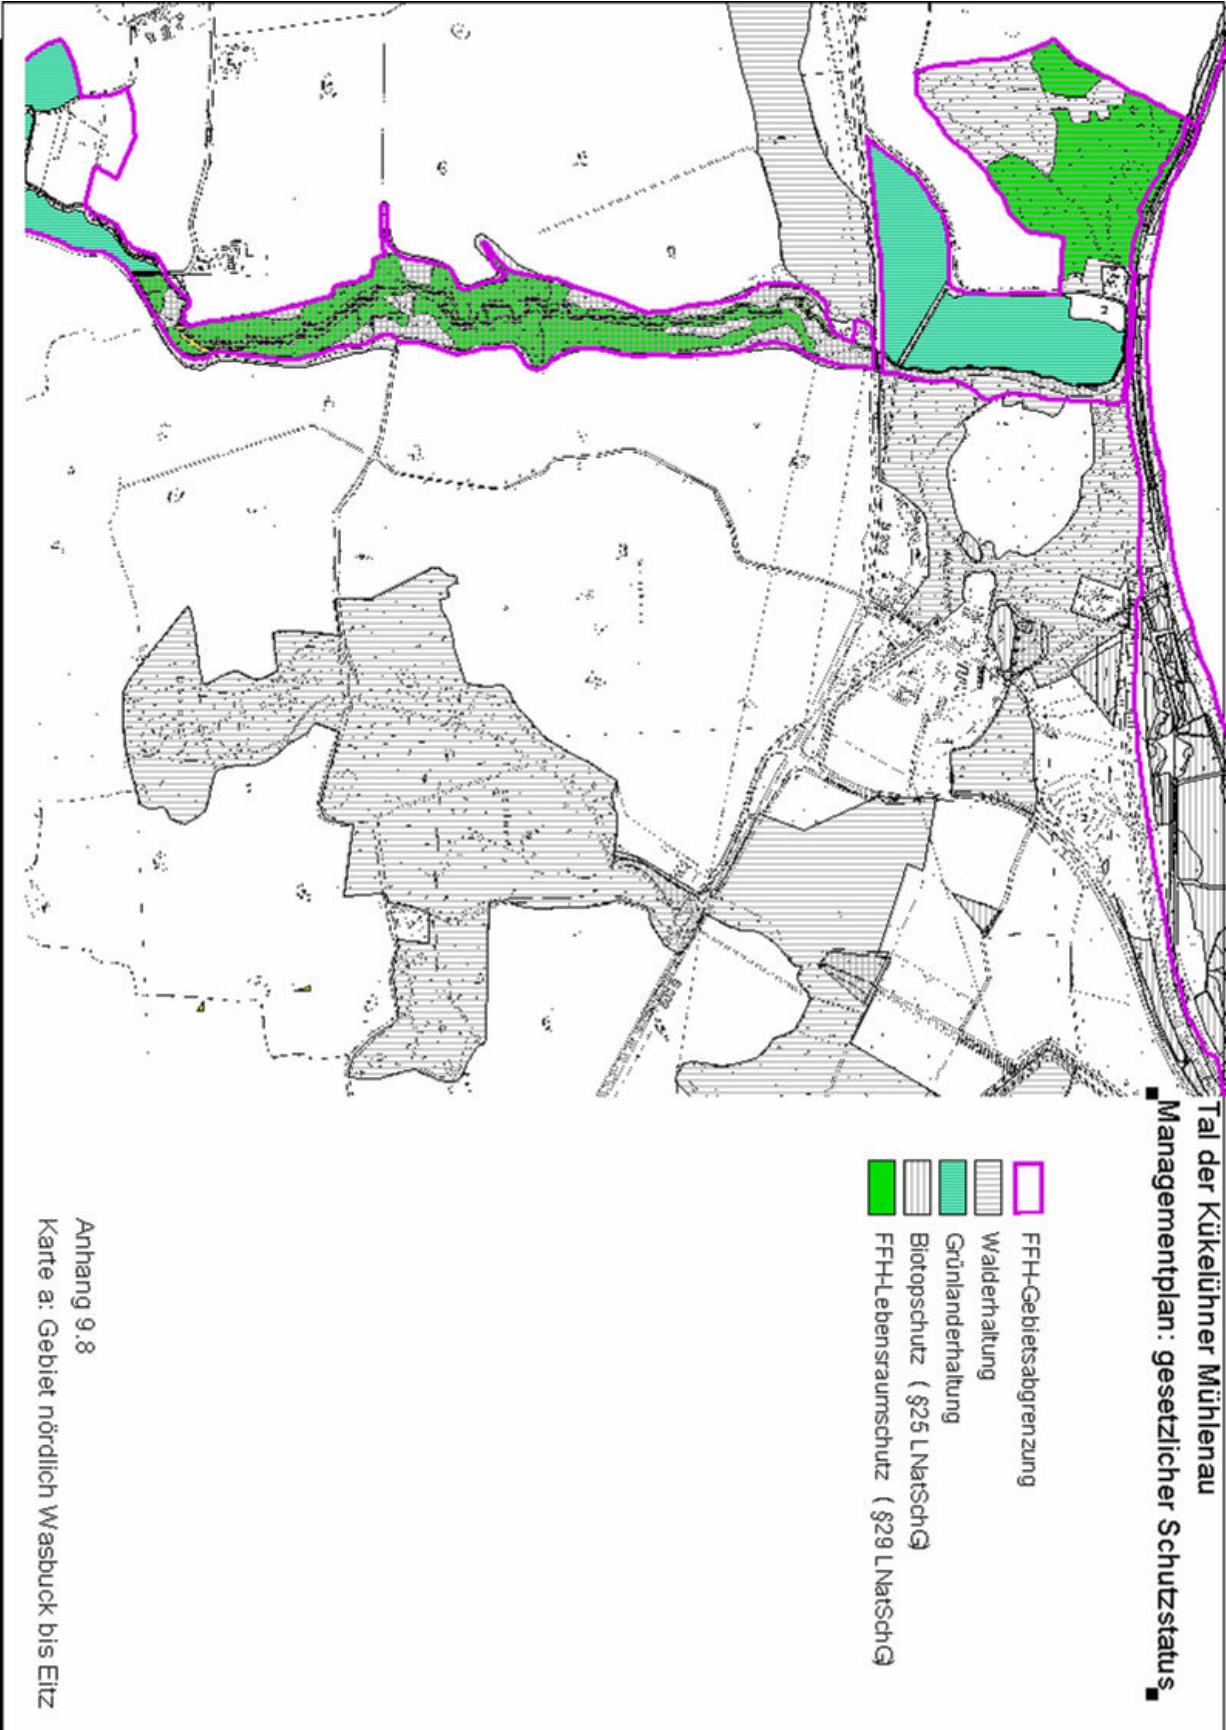 Tal der Kükelühner Mühlenau
Managementplan: gesetzlicher Schutzstatus
FFH-Gebietsabgrenzung
Walderhaltung
Grünlanderhaltung
Biotopschutz ( §25 LNatSchG)
FFH-Lebensraumschutz ( §29 LNatSchG)
Anhang 9.8
Karte a: Gebiet nördlich Wasbuck bis Eitz